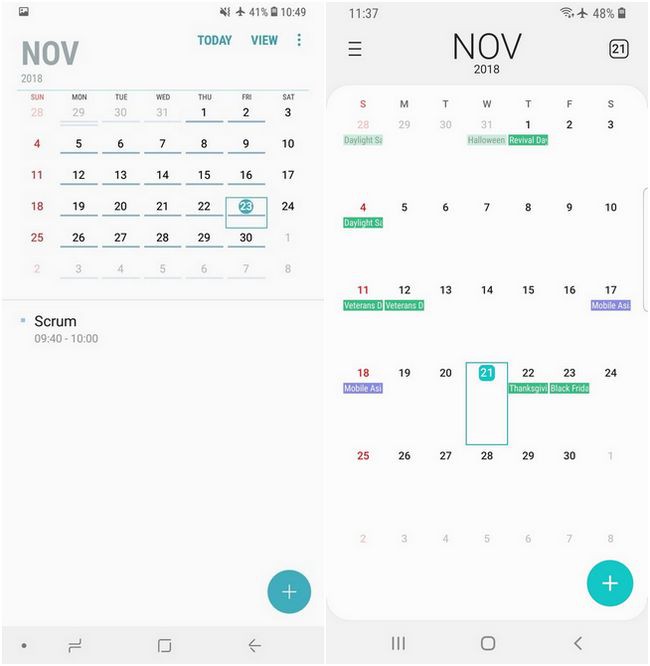 41% 10:49
NOV
TODAY VIEW
2018
SUN MON TUE WED THU FRI SAT
28 29 30 31 1 2 3
4 5 6 7 8 9 10
11 12 13 14 15 16 17
18 19 20 21 22 23 24
25 26 27 28 29 30 1
2 3 4 5 6 7 8
Scrum
09:40 - 10:00
11:37 48%
NOV
2018
21
S M T W T F S
28 29 30 31 1 2 3
Daylight Sa Halloween Revival Day
4 5 6 7 8 9 10
Daylight Sa
11 12 13 14 15 16 17
Veterans D Veterans D Mobile Asi
18 19 20 21 22 23 24
Mobile Asi Thanksgivi Black Frida
25 26 27 28 29 30 1
2 3 4 5 6 7 8